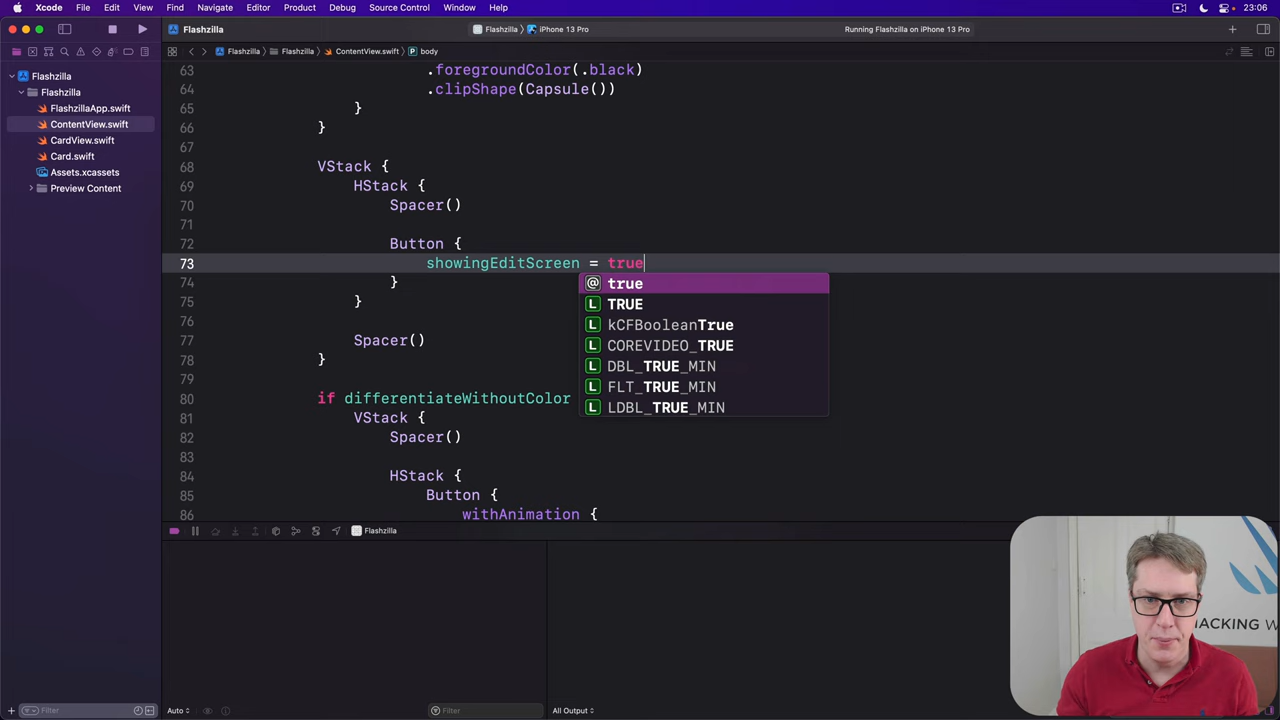 Xcode File Edit View Find Navigate Editor Product Debug Source Control Window Help 23:06
Flashzilla Flashzilla iPhone 13 Pro Running Flashzilla on iPhone 13 Pro
Flashzilla Flashzilla ContentView.swift body
Flashzilla
Flashzilla
FlashzillaApp.swift
ContentView.swift
CardView.swift
Card.swift
Assets.xcassets
Preview Content
63 .foregroundColor(.black)
64 .clipShape(Capsule())
65 }
66 }
67
68 VStack {
69 HStack {
70 Spacer()
71
72 Button {
73 showingEditScreen = true
74 }
75 }
76
77 Spacer()
78 }
79
80 if differentiateWithoutColor
81 VStack {
82 Spacer()
83
84 HStack {
85 Button {
86 withAnimation {
true
TRUE
kCFBooleanTrue
COREVIDEO_TRUE
DBL_TRUE_MIN
FLT_TRUE_MIN
LDBL_TRUE_MIN
Flashzilla
HACKING W
Filter Auto Filter All Output